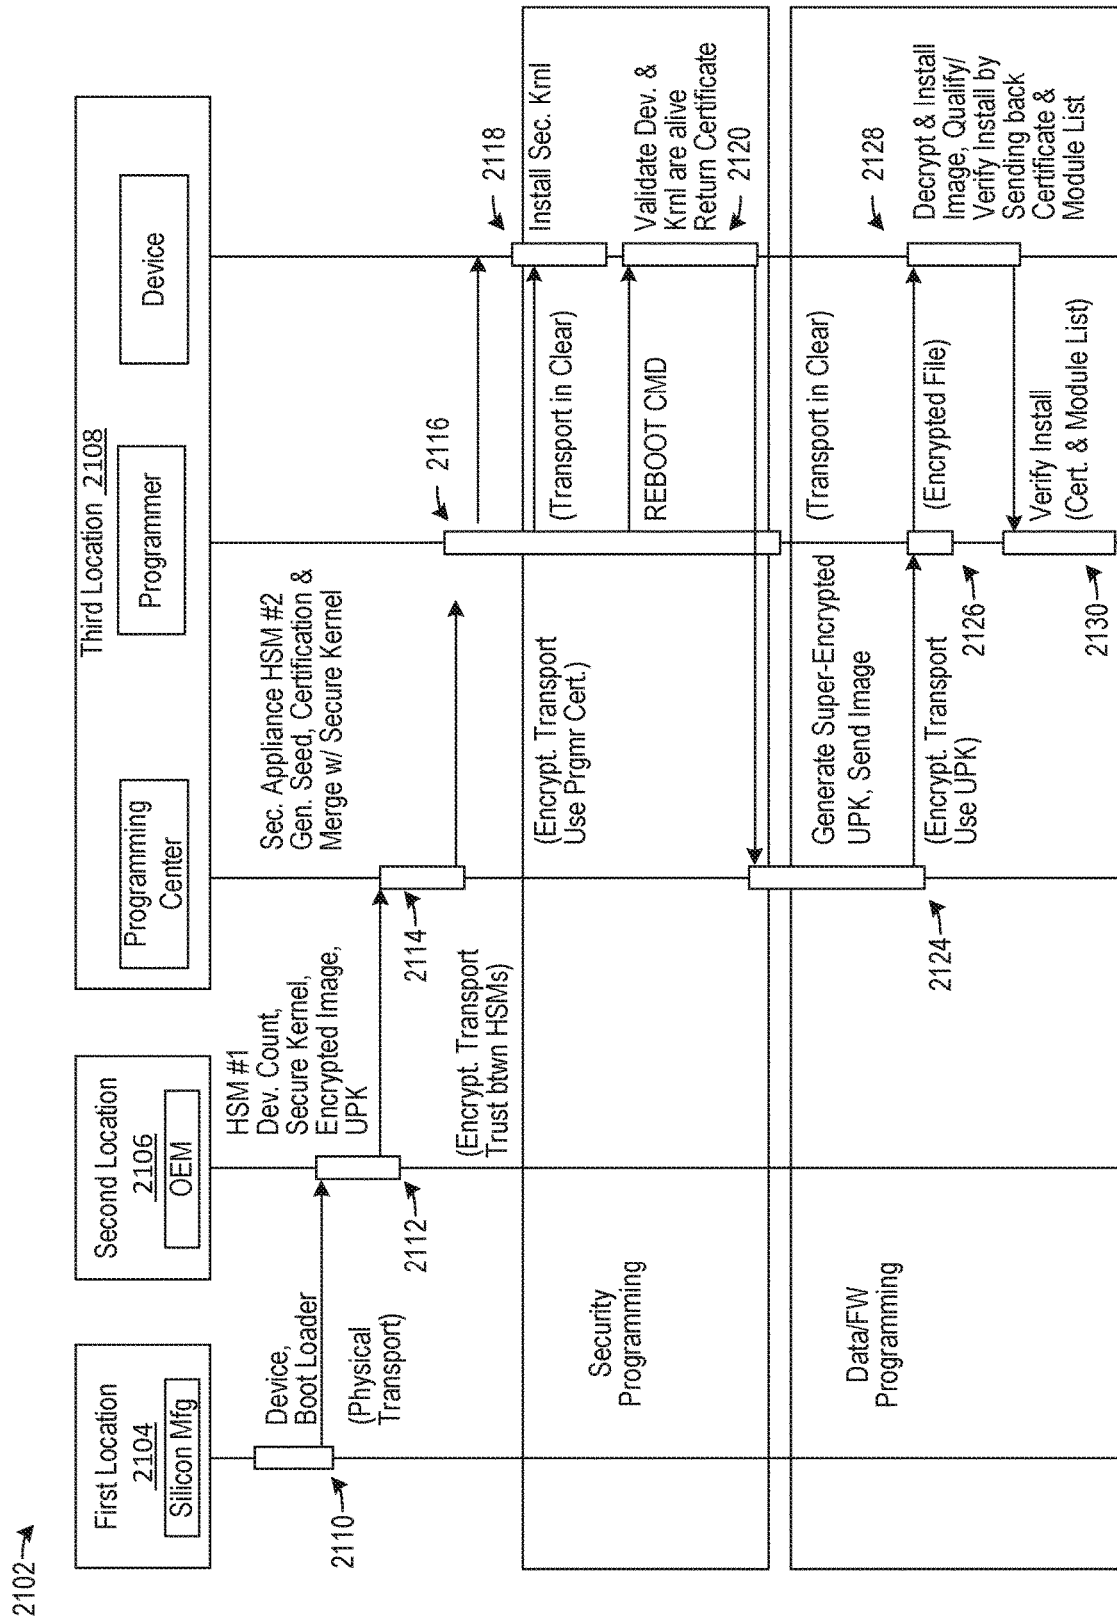 2102
First Location
2104
Silicon Mfg
Second Location
2106
OEM
Third Location 2108
Programming
Center
Programmer
Device
2110
Device,
Boot Loader
(Physical
Transport)
2112
HSM #1
Dev. Count,
Secure Kernel,
Encrypted Image,
UPK
(Encrypt. Transport
Trust btwn HSMs)
2114
Sec. Appliance HSM #2
Gen. Seed, Certification &
Merge w/ Secure Kernel
2116
(Encrypt. Transport
Use Prgmr Cert.)
(Transport in Clear)
2118
Install Sec. Krnl
REBOOT CMD
Validate Dev. &
Krnl are alive
Return Certificate
2120
Security
Programming
Data/FW
Programming
2124
Generate Super-Encrypted
UPK, Send Image
(Encrypt. Transport
Use UPK)
2126
(Transport in Clear)
(Encrypted File)
2128
Decrypt & Install
Image, Qualify/
Verify Install by
Sending back
Certificate &
Module List
2130
Verify Install
(Cert. & Module List)